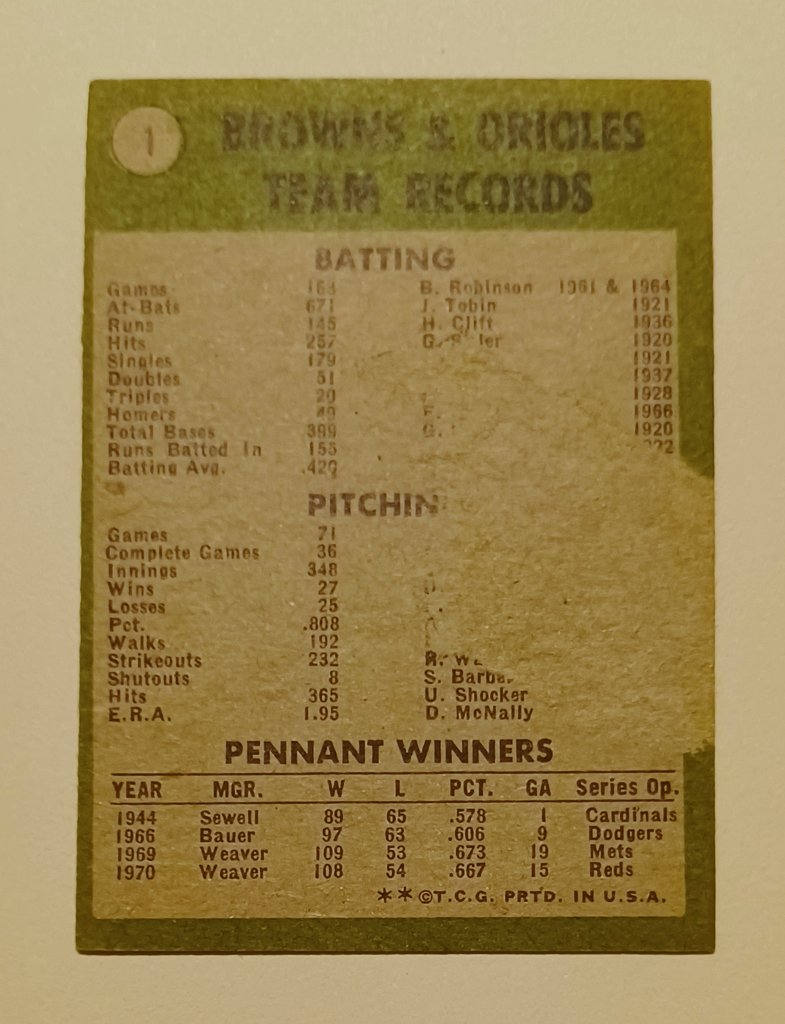 1
BROWNS & ORIOLES
TEAM RECORDS
BATTING
Games 163 B. Robinson 1961 & 1964
At-Bats 671 J. Tobin 1921
Runs 145 H. Clift 1936
Hits 257 G. 1920
Singles 179 1921
Doubles 51 1937
Triples 20 1928
Homers 49 F. 1966
Total Bases 399 G. 1920
Runs Batted In 155
Batting Avg. .420
PITCHIN
Games 71
Complete Games 36
Innings 348
Wins 27
Losses 25
Pct. .808
Walks 192
Strikeouts 232 R.
Shutouts 8 S.
Hits 365 U. Shocker
E.R.A. 1.95 D. McNally
PENNANT WINNERS
YEAR MGR. W L PCT. GA Series Op.
1944 Sewell 89 65 .578 1 Cardinals
1966 Bauer 97 63 .606 9 Dodgers
1969 Weaver 109 53 .673 19 Mets
1970 Weaver 108 54 .667 15 Reds
**©T.C.G. PRTD. IN U.S.A.